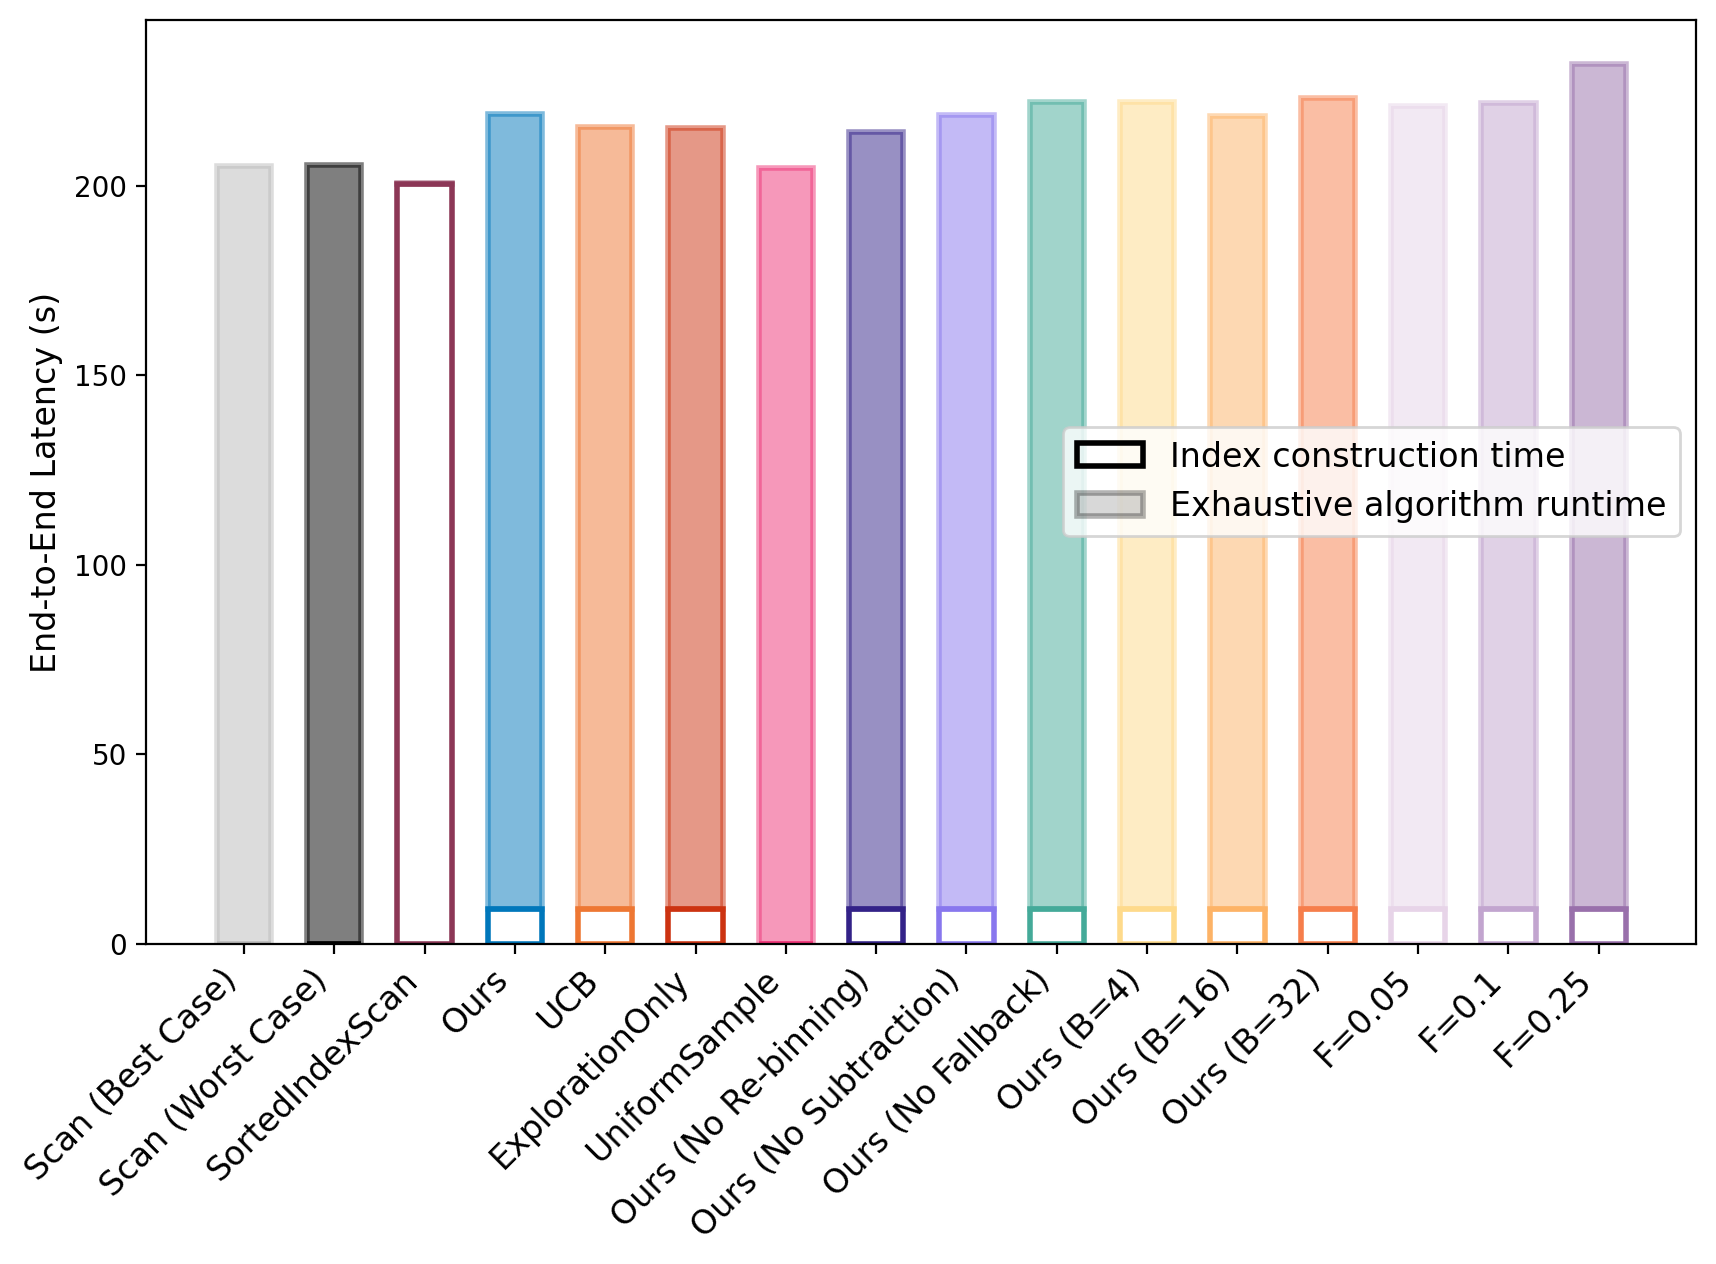 End-to-End Latency (s)
200
150
100
50
0
Index construction time
Exhaustive algorithm runtime
Scan (Best Case)
Scan (Worst Case)
SortedIndexScan
Ours
UCB
ExplorationOnly
UniformSample
Ours (No Re-binning)
Ours (No Subtraction)
Ours (No Fallback)
Ours (B=4)
Ours (B=16)
Ours (B=32)
F=0.05
F=0.1
F=0.25